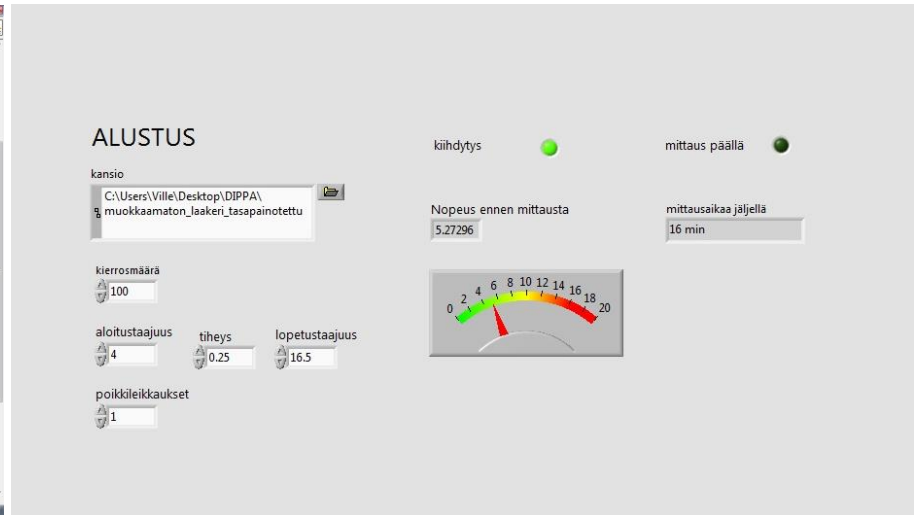 ALUSTUS
kiihdytys
mittaus päällä
kansio
C:\Users\Ville\Desktop\DIPPA\
muokkaamaton_laakeri_tasapainotettu
Nopeus ennen mittausta
5.27296
mittausaikaa jäljellä
16 min
kierrosmäärä
100
0 2 4 6 8 10 12 14 16 18 20
aloitustaajuus
4
tiheys
0.25
lopetustaajuus
16.5
poikkileikkaukset
1